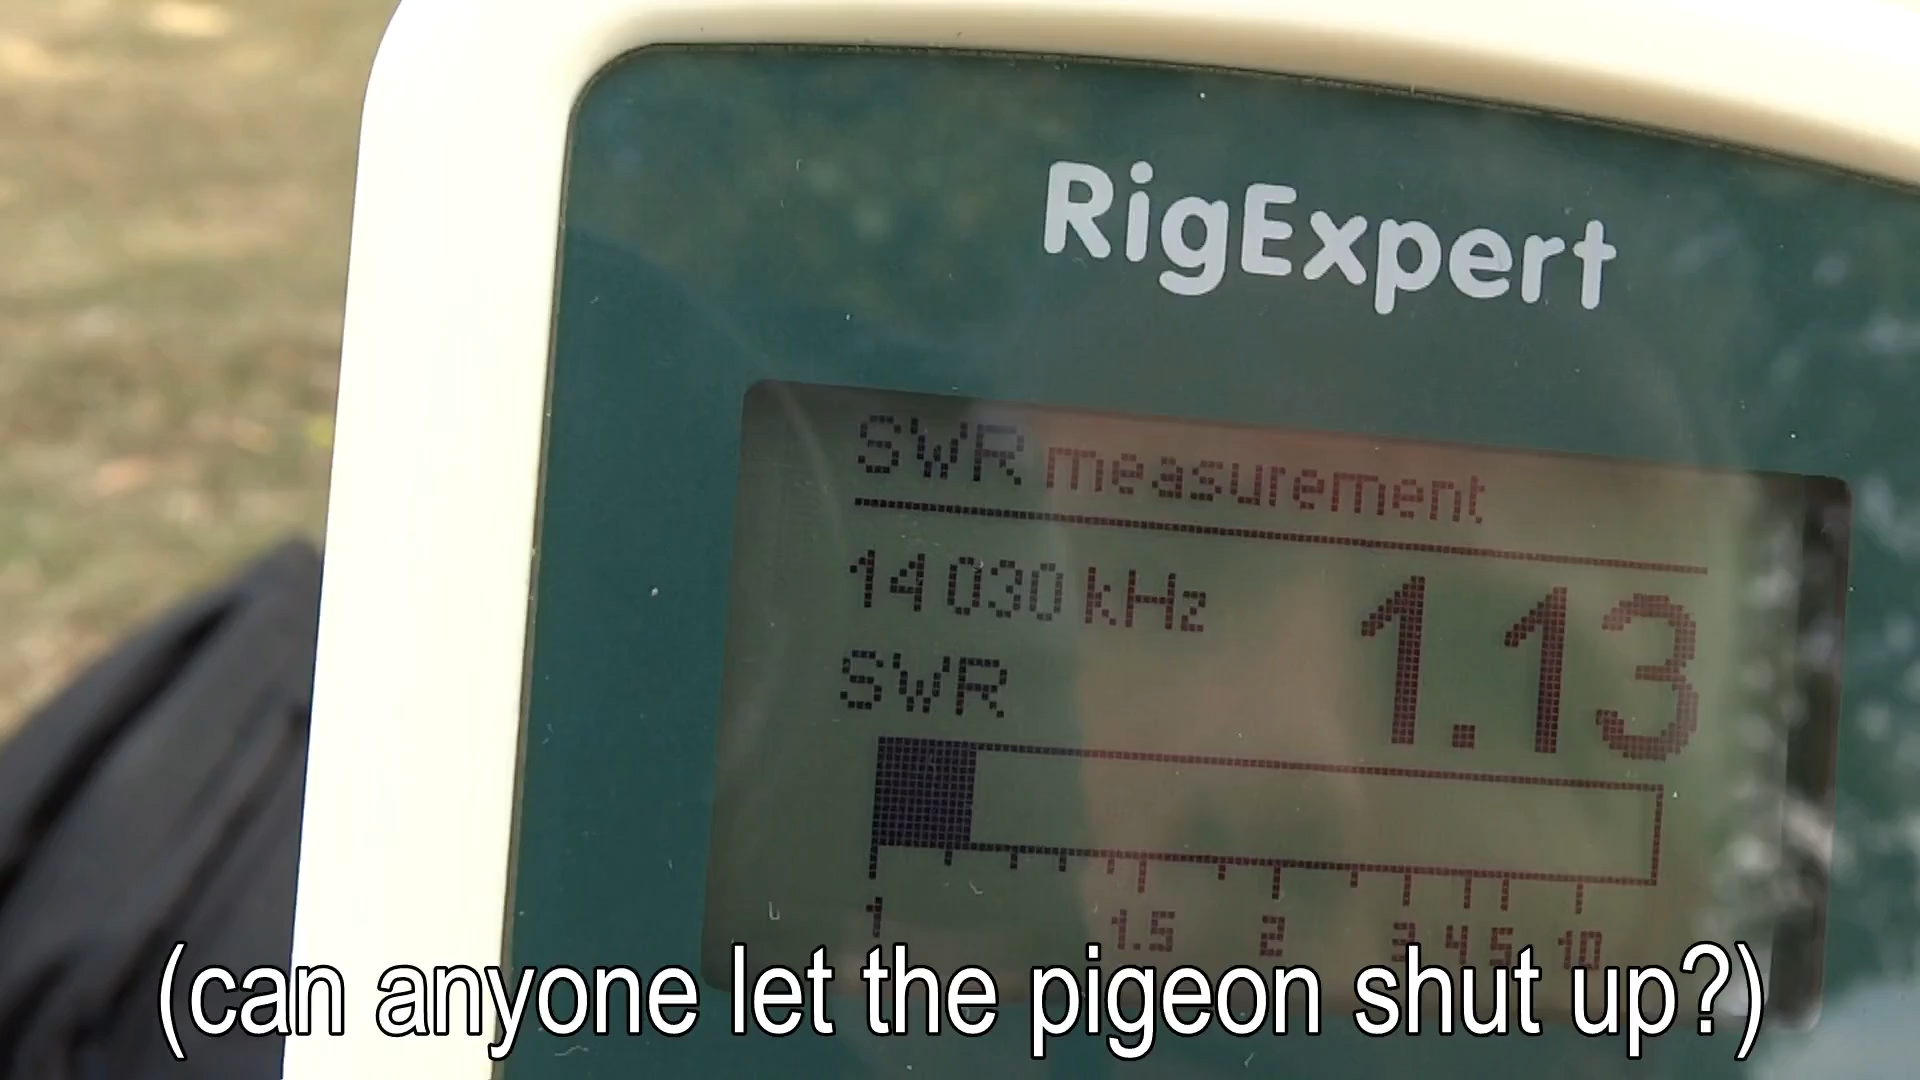 RigExpert
SWR measurement
14 030 kHz
1.13
SWR
1 1.5 2 3 4 5 10
(can anyone let the pigeon shut up?)